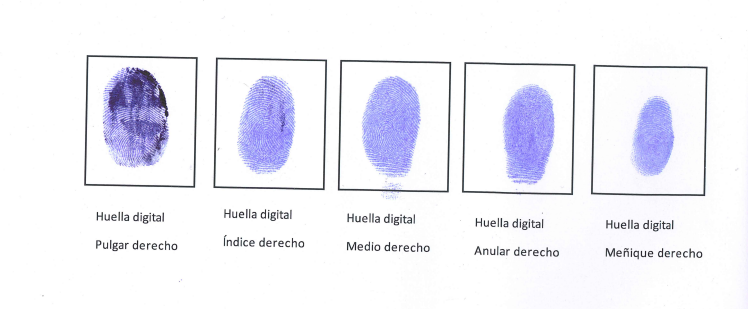 Huella digital
Pulgar derecho
Huella digital
Índice derecho
Huella digital
Medio derecho
Huella digital
Anular derecho
Huella digital
Meñique derecho